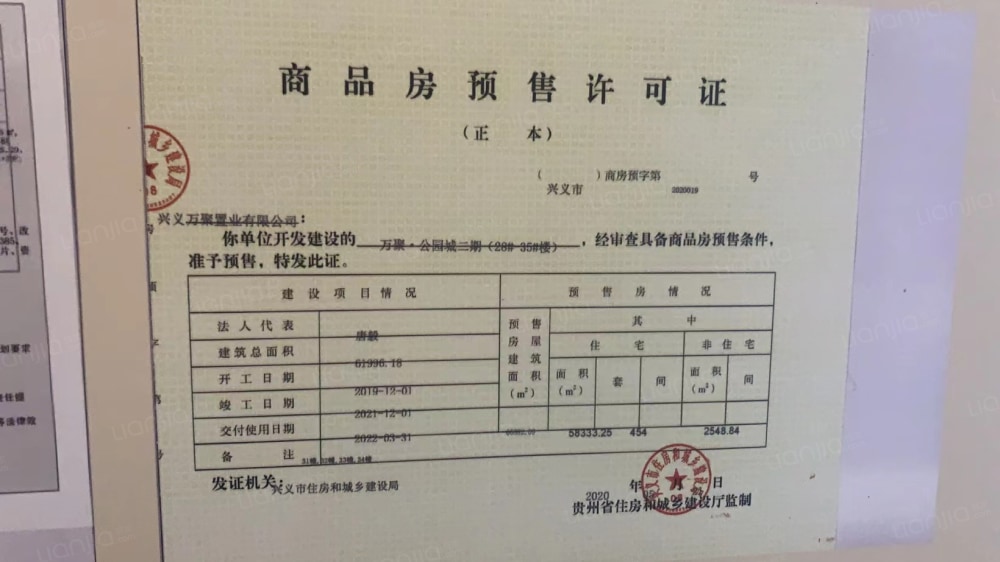 商品房预售许可证
（正 本）
（ ）商房预字第 号
兴义市 2020019
兴义万聚置业有限公司：
你单位开发建设的 万聚·公园城二期（28#-35#楼） ，经审查具备商品房预售条件，
准予预售，特发此证。
建设项目情况 预售房情况
法人代表 唐毅
预售房屋建筑面积（m²） 其中
建筑总面积 61996.18
住宅 非住宅
开工日期 2019-12-01
面积（m²） 套 间 面积（m²） 间
竣工日期 2021-12-01
交付使用日期 2022-03-31
58333.25 454 2548.84
备注
发证机关：兴义市住房和城乡建设局
2020 年 月 日
贵州省住房和城乡建设厅监制